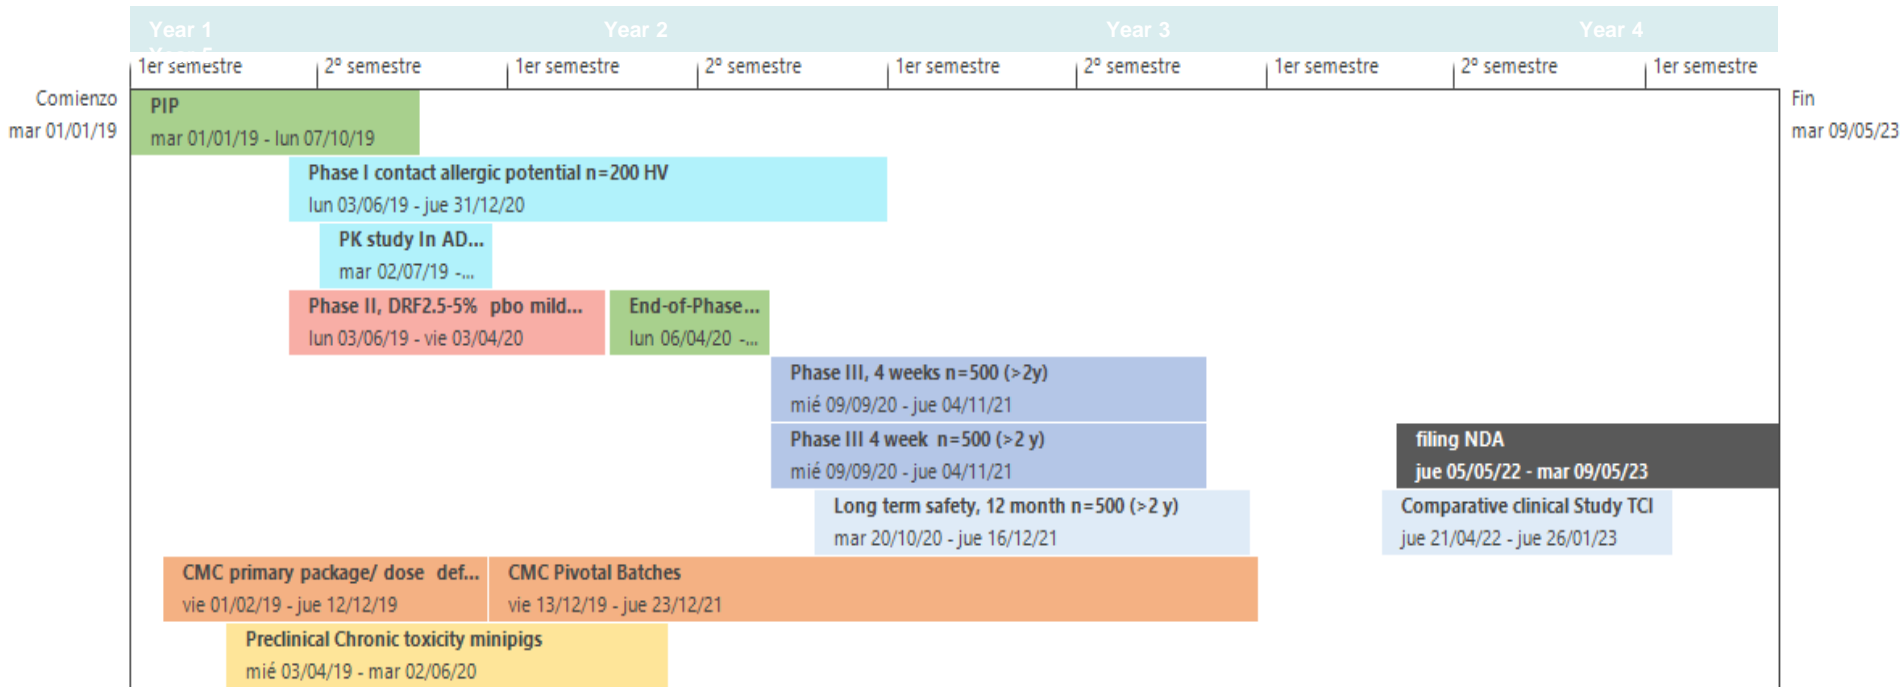 Year 1 Year 2 Year 3 Year 4
Year 5
1er semestre 2º semestre 1er semestre 2º semestre 1er semestre 2º semestre 1er semestre 2º semestre 1er semestre
Comienzo
mar 01/01/19
Fin
mar 09/05/23
PIP
mar 01/01/19 - lun 07/10/19
Phase I contact allergic potential n=200 HV
lun 03/06/19 - jue 31/12/20
PK study In AD...
mar 02/07/19 -...
Phase II, DRF2.5-5% pbo mild...
lun 03/06/19 - vie 03/04/20
End-of-Phase...
lun 06/04/20 -...
Phase III, 4 weeks n=500 (>2y)
mié 09/09/20 - jue 04/11/21
Phase III 4 week n=500 (>2 y)
mié 09/09/20 - jue 04/11/21
filing NDA
jue 05/05/22 - mar 09/05/23
Long term safety, 12 month n=500 (>2 y)
mar 20/10/20 - jue 16/12/21
Comparative clinical Study TCI
jue 21/04/22 - jue 26/01/23
CMC primary package/ dose def...
vie 01/02/19 - jue 12/12/19
CMC Pivotal Batches
vie 13/12/19 - jue 23/12/21
Preclinical Chronic toxicity minipigs
mié 03/04/19 - mar 02/06/20